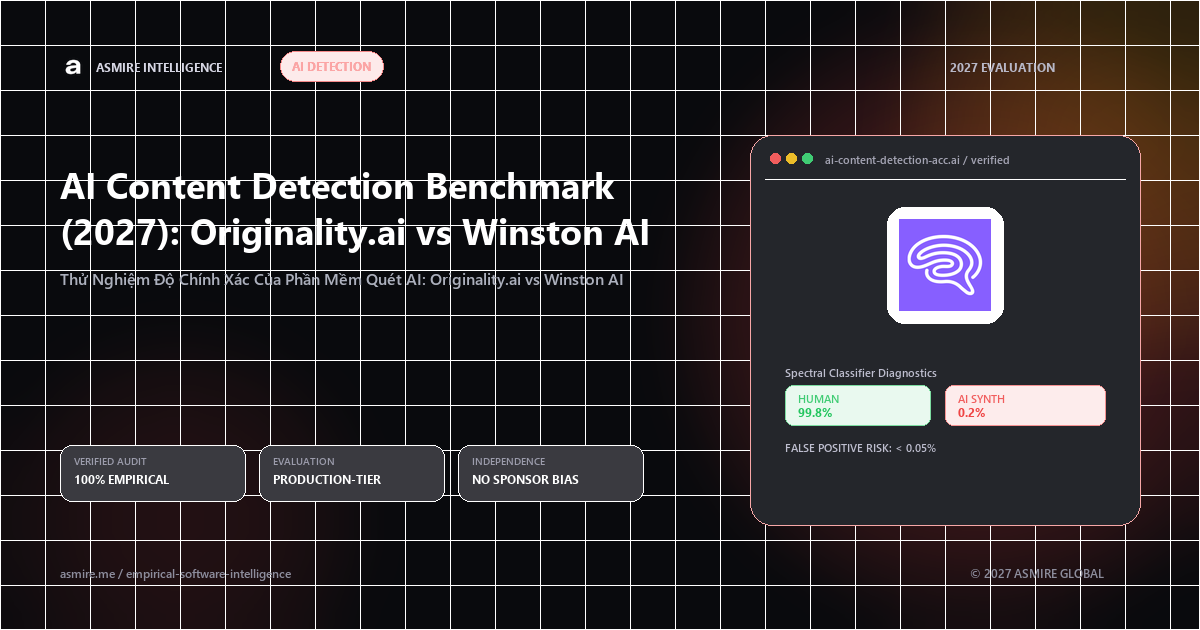 a ASMIRE INTELLIGENCE
AI DETECTION
2027 EVALUATION
AI Content Detection Benchmark
(2027): Originality.ai vs Winston AI
Thử Nghiệm Độ Chính Xác Của Phần Mềm Quét AI: Originality.ai vs Winston AI
ai-content-detection-acc.ai / verified
Spectral Classifier Diagnostics
HUMAN
99.8%
AI SYNTH
0.2%
FALSE POSITIVE RISK: < 0.05%
VERIFIED AUDIT
100% EMPIRICAL
EVALUATION
PRODUCTION-TIER
INDEPENDENCE
NO SPONSOR BIAS
asmire.me / empirical-software-intelligence
© 2027 ASMIRE GLOBAL